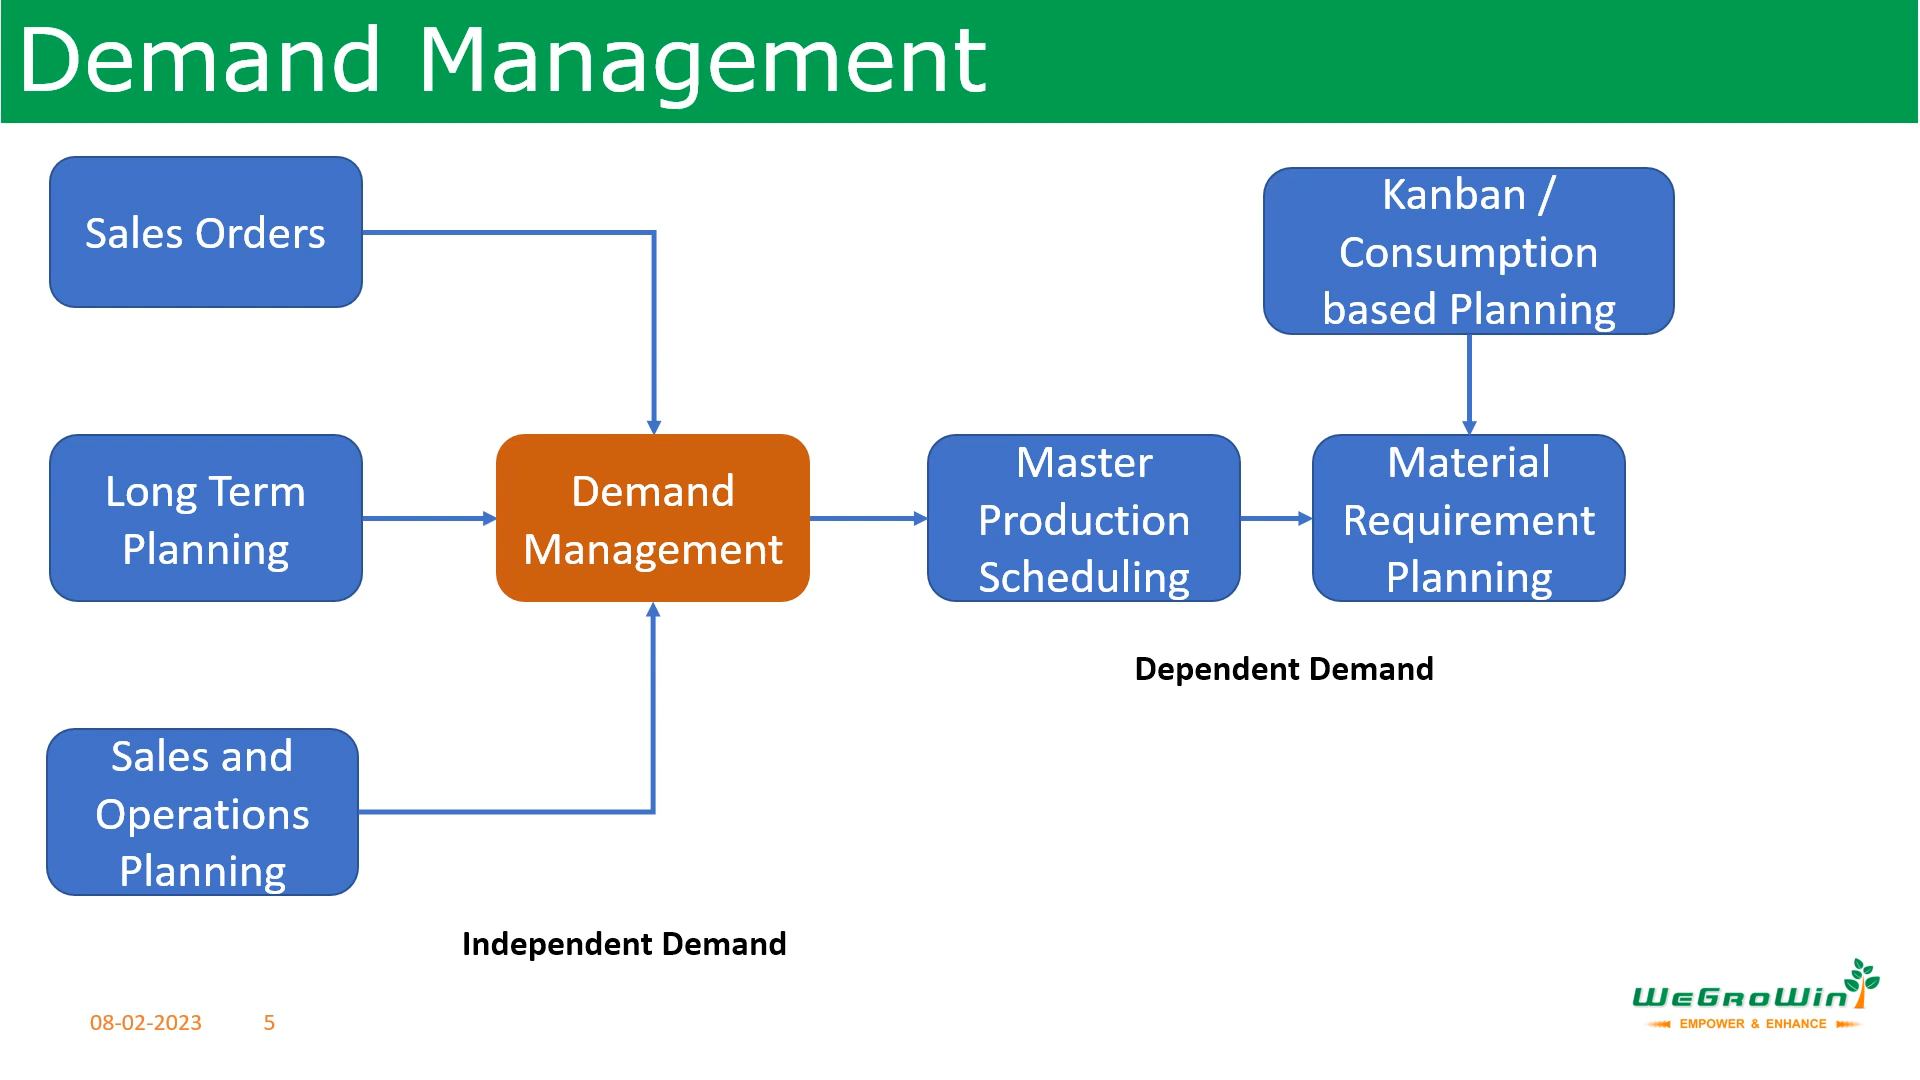 Demand Management
Sales Orders
Kanban /
Consumption
based Planning
Long Term
Planning
Demand
Management
Master
Production
Scheduling
Material
Requirement
Planning
Dependent Demand
Sales and
Operations
Planning
Independent Demand
08-02-2023
5
WeGroWin
EMPOWER & ENHANCE